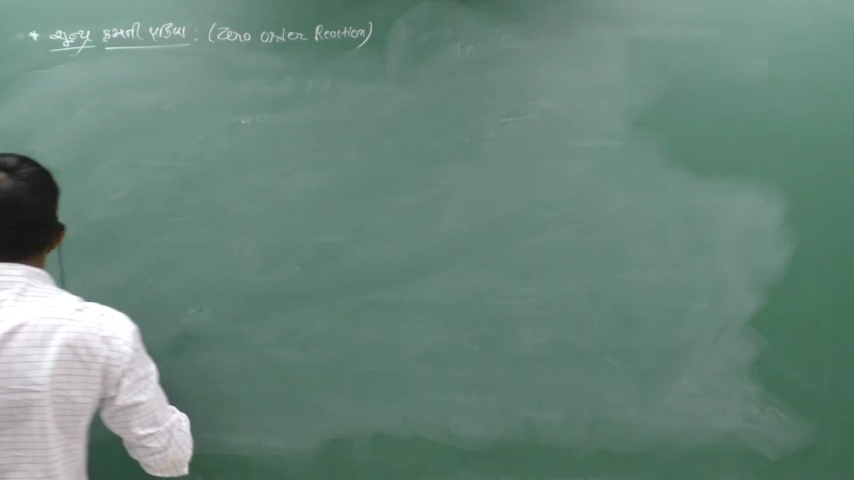 * શૂન્ય ક્રમની પ્રક્રિયા : (Zero order Reaction)